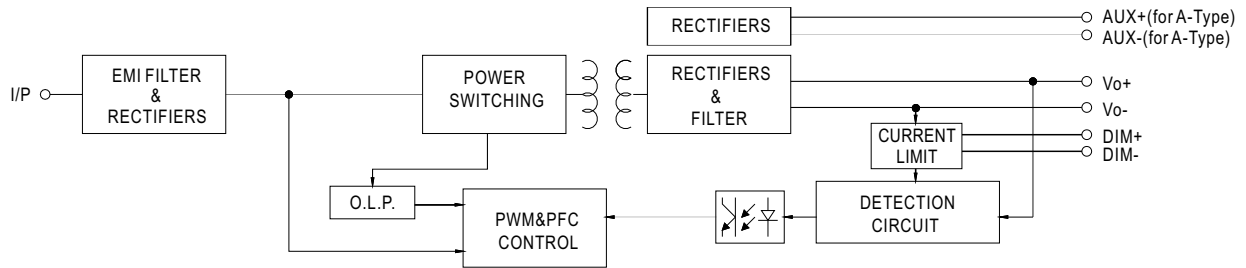 RECTIFIERS
AUX+(for A-Type)
AUX-(for A-Type)
I/P
EMI FILTER
&
RECTIFIERS
POWER
SWITCHING
RECTIFIERS
&
FILTER
Vo+
Vo-
CURRENT
LIMIT
DIM+
DIM-
O.L.P.
PWM&PFC
CONTROL
DETECTION
CIRCUIT